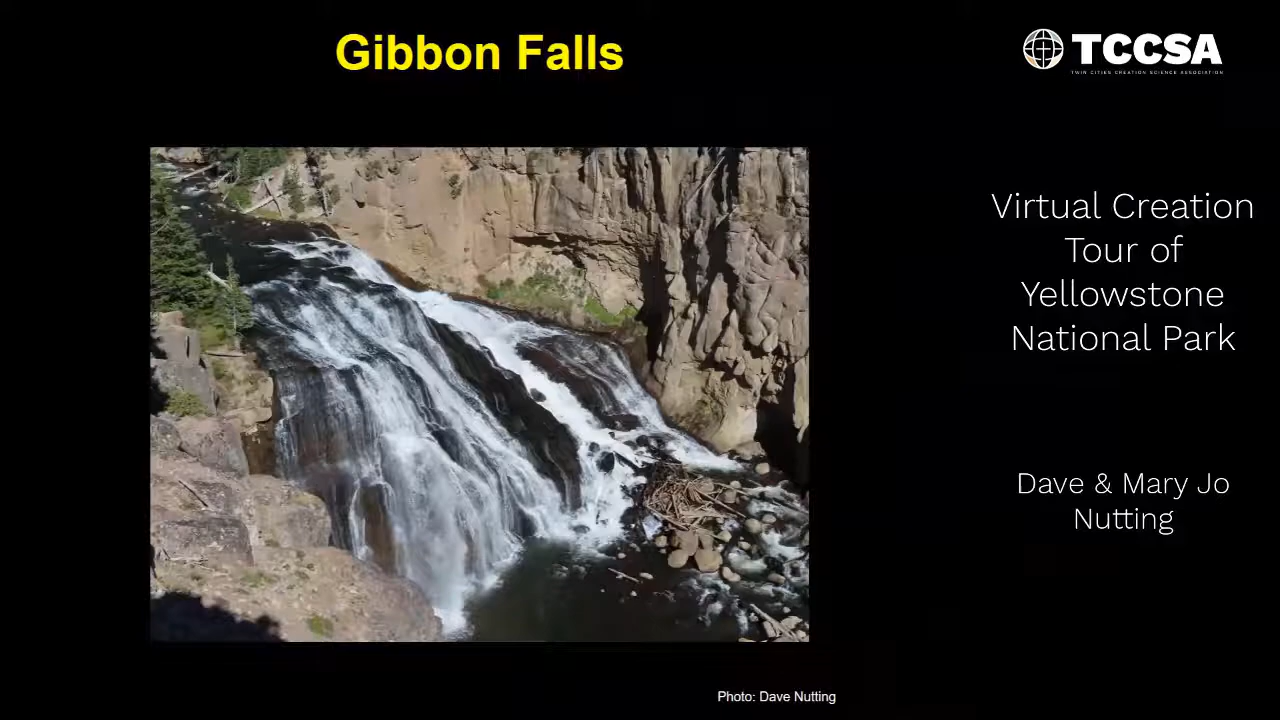 Gibbon Falls
TCCSA
TWIN CITIES CREATION SCIENCE ASSOCIATION
Virtual Creation
Tour of
Yellowstone
National Park
Dave & Mary Jo
Nutting
Photo: Dave Nutting